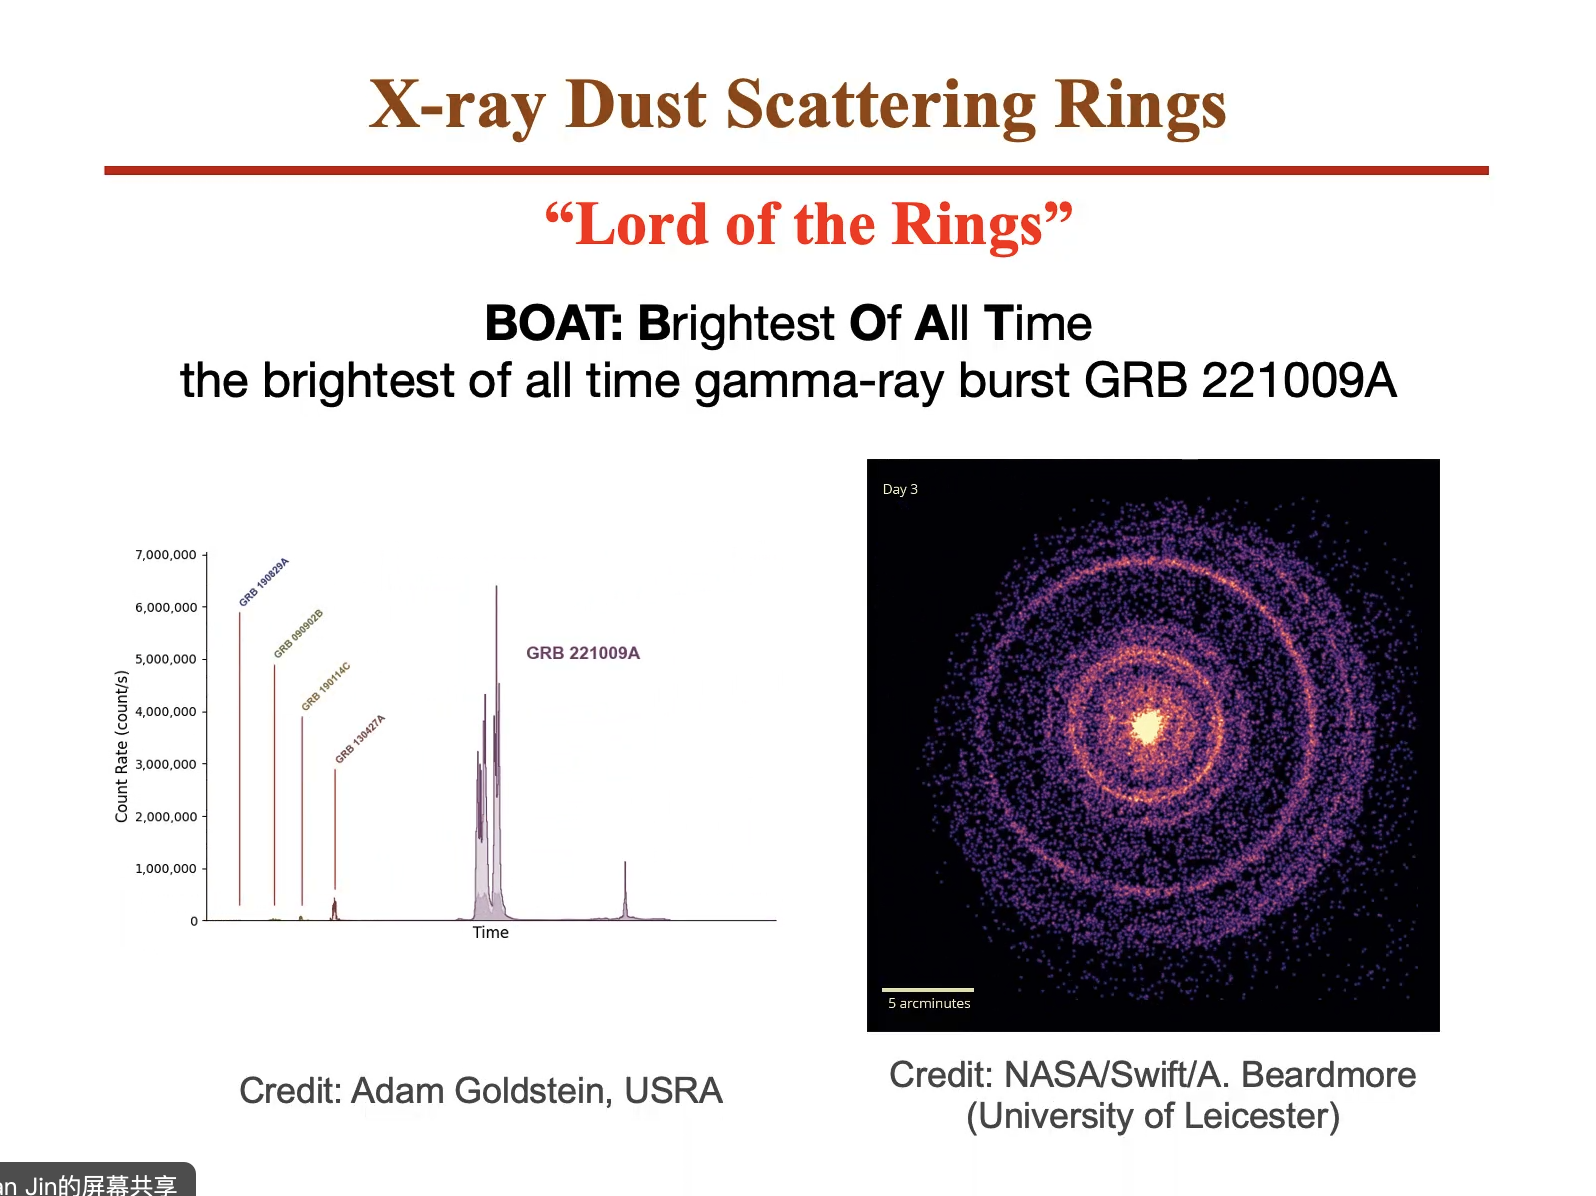 X-ray Dust Scattering Rings
“Lord of the Rings”
BOAT: Brightest Of All Time
the brightest of all time gamma-ray burst GRB 221009A
7,000,000
6,000,000
5,000,000
4,000,000
3,000,000
2,000,000
1,000,000
0
Count Rate (count/s)
GRB 190829A
GRB 090902B
GRB 190114C
GRB 130427A
GRB 221009A
Time
Credit: Adam Goldstein, USRA
Day 3
5 arcminutes
Credit: NASA/Swift/A. Beardmore
(University of Leicester)
an Jin的屏幕共享